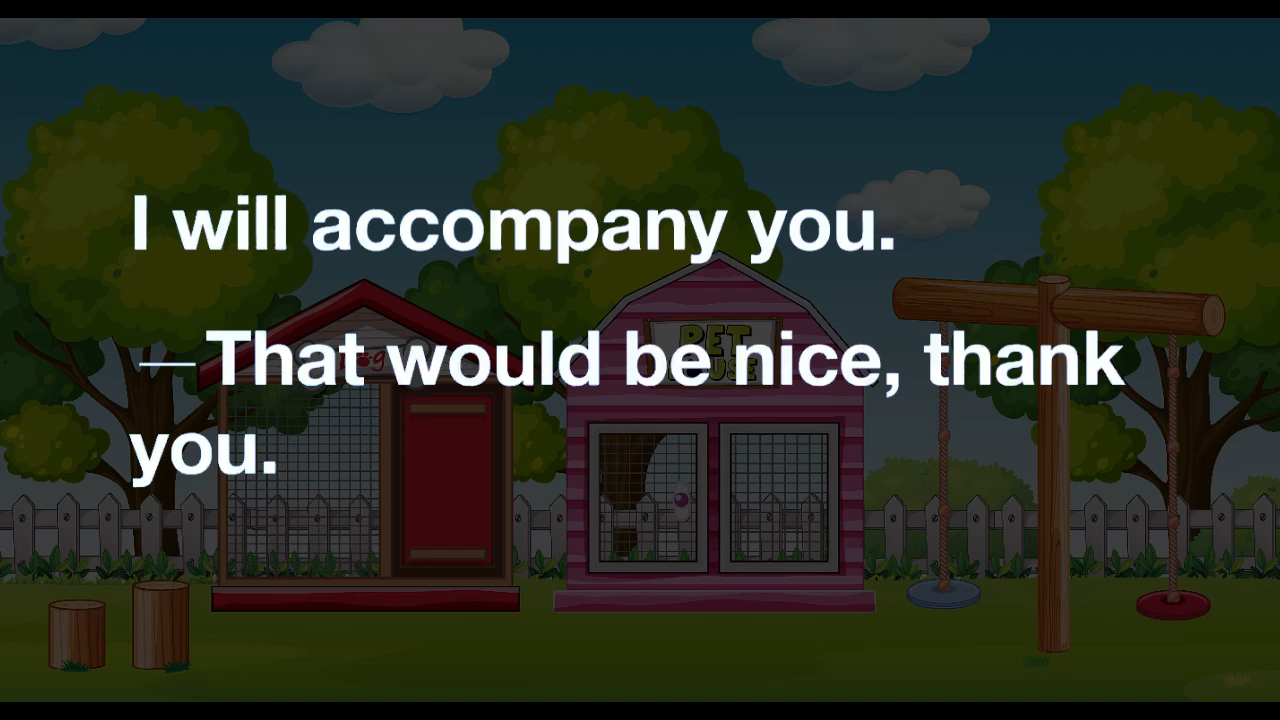 I will accompany you.
—That would be nice, thank
you.
PET